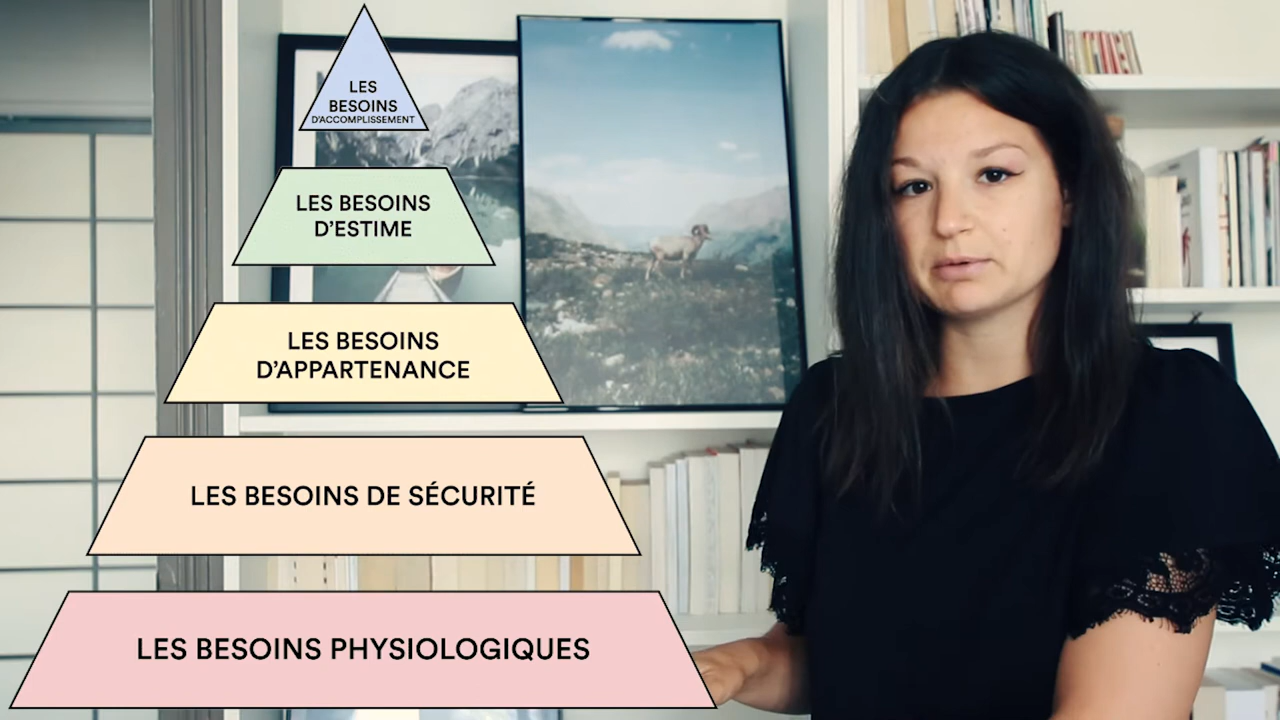 LES
BESOINS
D'ACCOMPLISSEMENT
LES BESOINS
D'ESTIME
LES BESOINS
D'APPARTENANCE
LES BESOINS DE SÉCURITÉ
LES BESOINS PHYSIOLOGIQUES